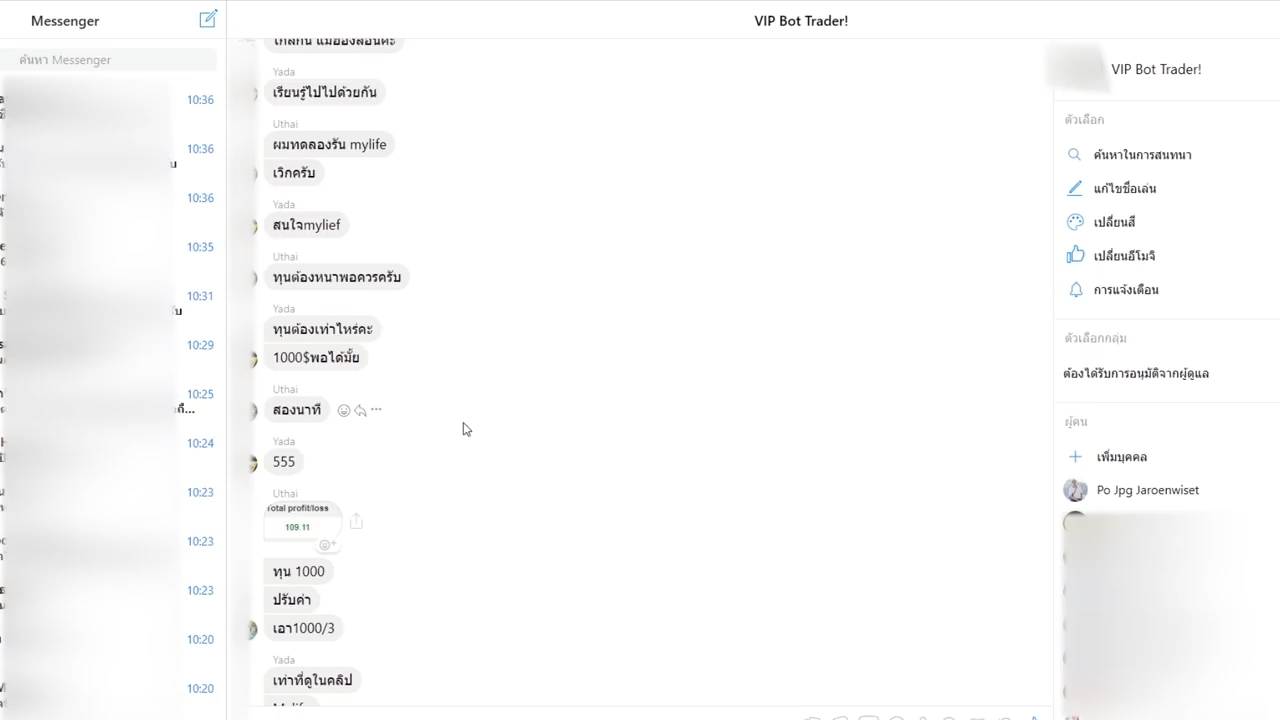 Messenger
ค้นหา Messenger
10:36
10:36
10:36
10:35
10:31
10:29
10:25
10:24
10:23
10:23
10:23
10:20
10:20
VIP Bot Trader!
Yada
เรียนรู้ไปไปด้วยกัน
Uthai
ผมทดลองรัน mylife
เวิกครับ
Yada
สนใจmylief
Uthai
ทุนต้องหนาพอควรครับ
Yada
ทุนต้องเท่าไหร่คะ
1000$พอได้มั้ย
Uthai
สองนาที
Yada
555
Uthai
Total profit/loss
109.11
ทุน 1000
ปรับค่า
เอา1000/3
Yada
เท่าที่ดูในคลิป
VIP Bot Trader!
ตัวเลือก
ค้นหาในการสนทนา
แก้ไขชื่อเล่น
เปลี่ยนสี
เปลี่ยนอีโมจิ
การแจ้งเตือน
ตัวเลือกกลุ่ม
ต้องได้รับการอนุมัติจากผู้ดูแล
ผู้คน
เพิ่มบุคคล
Po Jpg Jaroenwiset